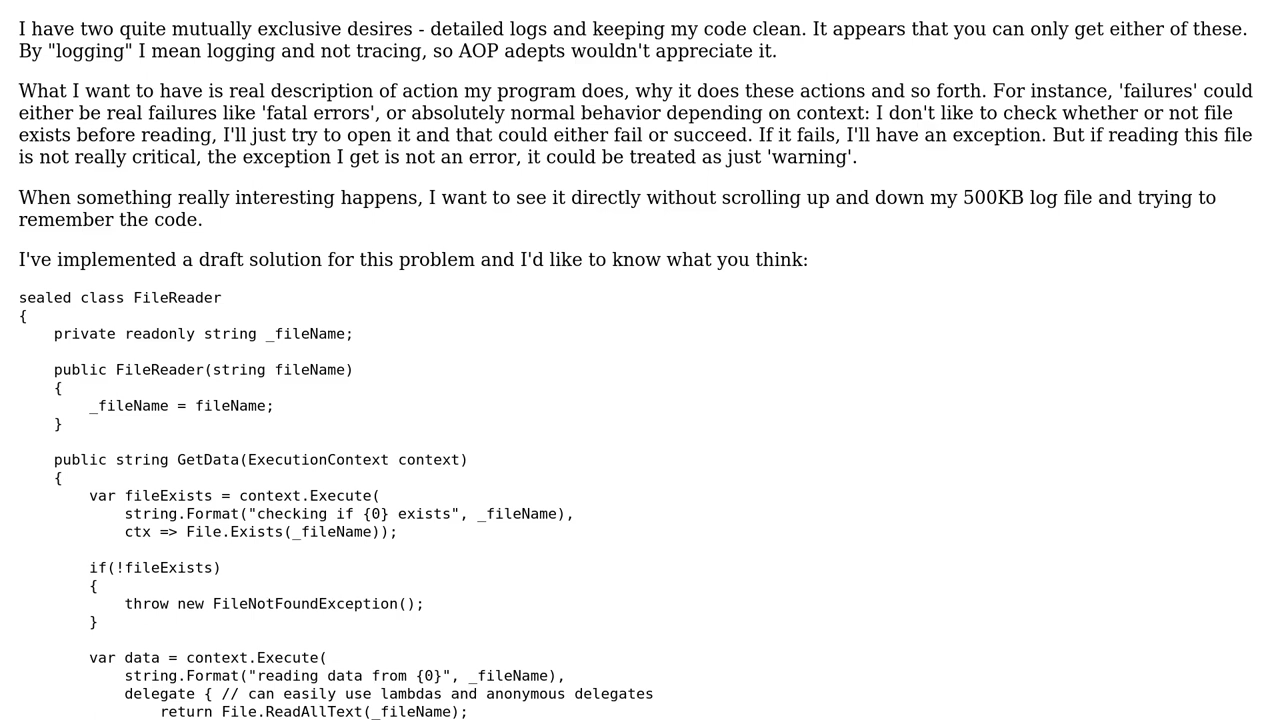 I have two quite mutually exclusive desires - detailed logs and keeping my code clean. It appears that you can only get either of these.
By "logging" I mean logging and not tracing, so AOP adepts wouldn't appreciate it.
What I want to have is real description of action my program does, why it does these actions and so forth. For instance, 'failures' could
either be real failures like 'fatal errors', or absolutely normal behavior depending on context: I don't like to check whether or not file
exists before reading, I'll just try to open it and that could either fail or succeed. If it fails, I'll have an exception. But if reading this file
is not really critical, the exception I get is not an error, it could be treated as just 'warning'.
When something really interesting happens, I want to see it directly without scrolling up and down my 500KB log file and trying to
remember the code.
I've implemented a draft solution for this problem and I'd like to know what you think:
sealed class FileReader
{
    private readonly string _fileName;
    public FileReader(string fileName)
    {
        _fileName = fileName;
    }
    public string GetData(ExecutionContext context)
    {
        var fileExists = context.Execute(
            string.Format("checking if {0} exists", _fileName),
            ctx => File.Exists(_fileName));
        if(!fileExists)
        {
            throw new FileNotFoundException();
        }
        var data = context.Execute(
            string.Format("reading data from {0}", _fileName),
            delegate { // can easily use lambdas and anonymous delegates
                return File.ReadAllText(_fileName);